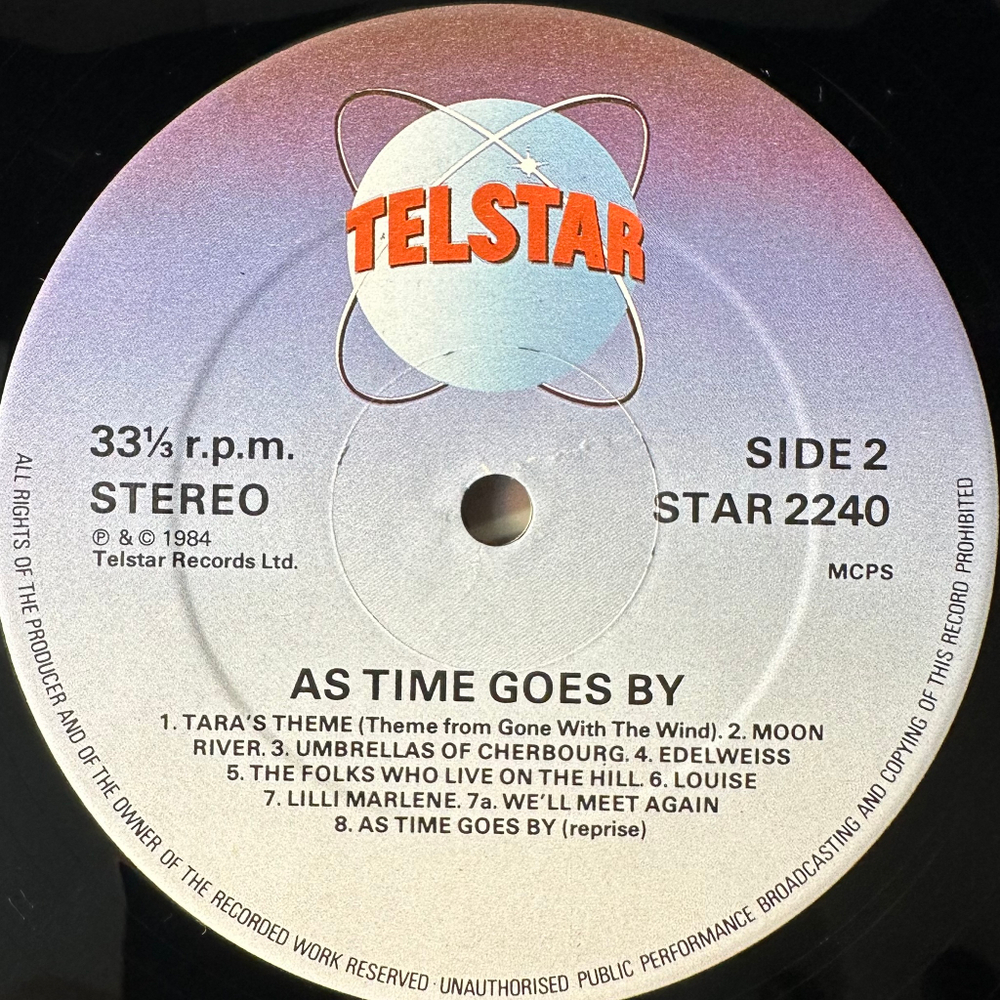 TELSTAR
33⅓ r.p.m.
STEREO
℗ & © 1984
Telstar Records Ltd.
SIDE 2
STAR 2240
MCPS
AS TIME GOES BY
1. TARA'S THEME (Theme from Gone With The Wind). 2. MOON
RIVER. 3. UMBRELLAS OF CHERBOURG. 4. EDELWEISS
5. THE FOLKS WHO LIVE ON THE HILL. 6. LOUISE
7. LILLI MARLENE. 7a. WE'LL MEET AGAIN
8. AS TIME GOES BY (reprise)
ALL RIGHTS OF THE PRODUCER AND OF THE OWNER OF THE RECORDED WORK RESERVED · UNAUTHORISED PUBLIC PERFORMANCE BROADCASTING AND COPYING OF THIS RECORD PROHIBITED